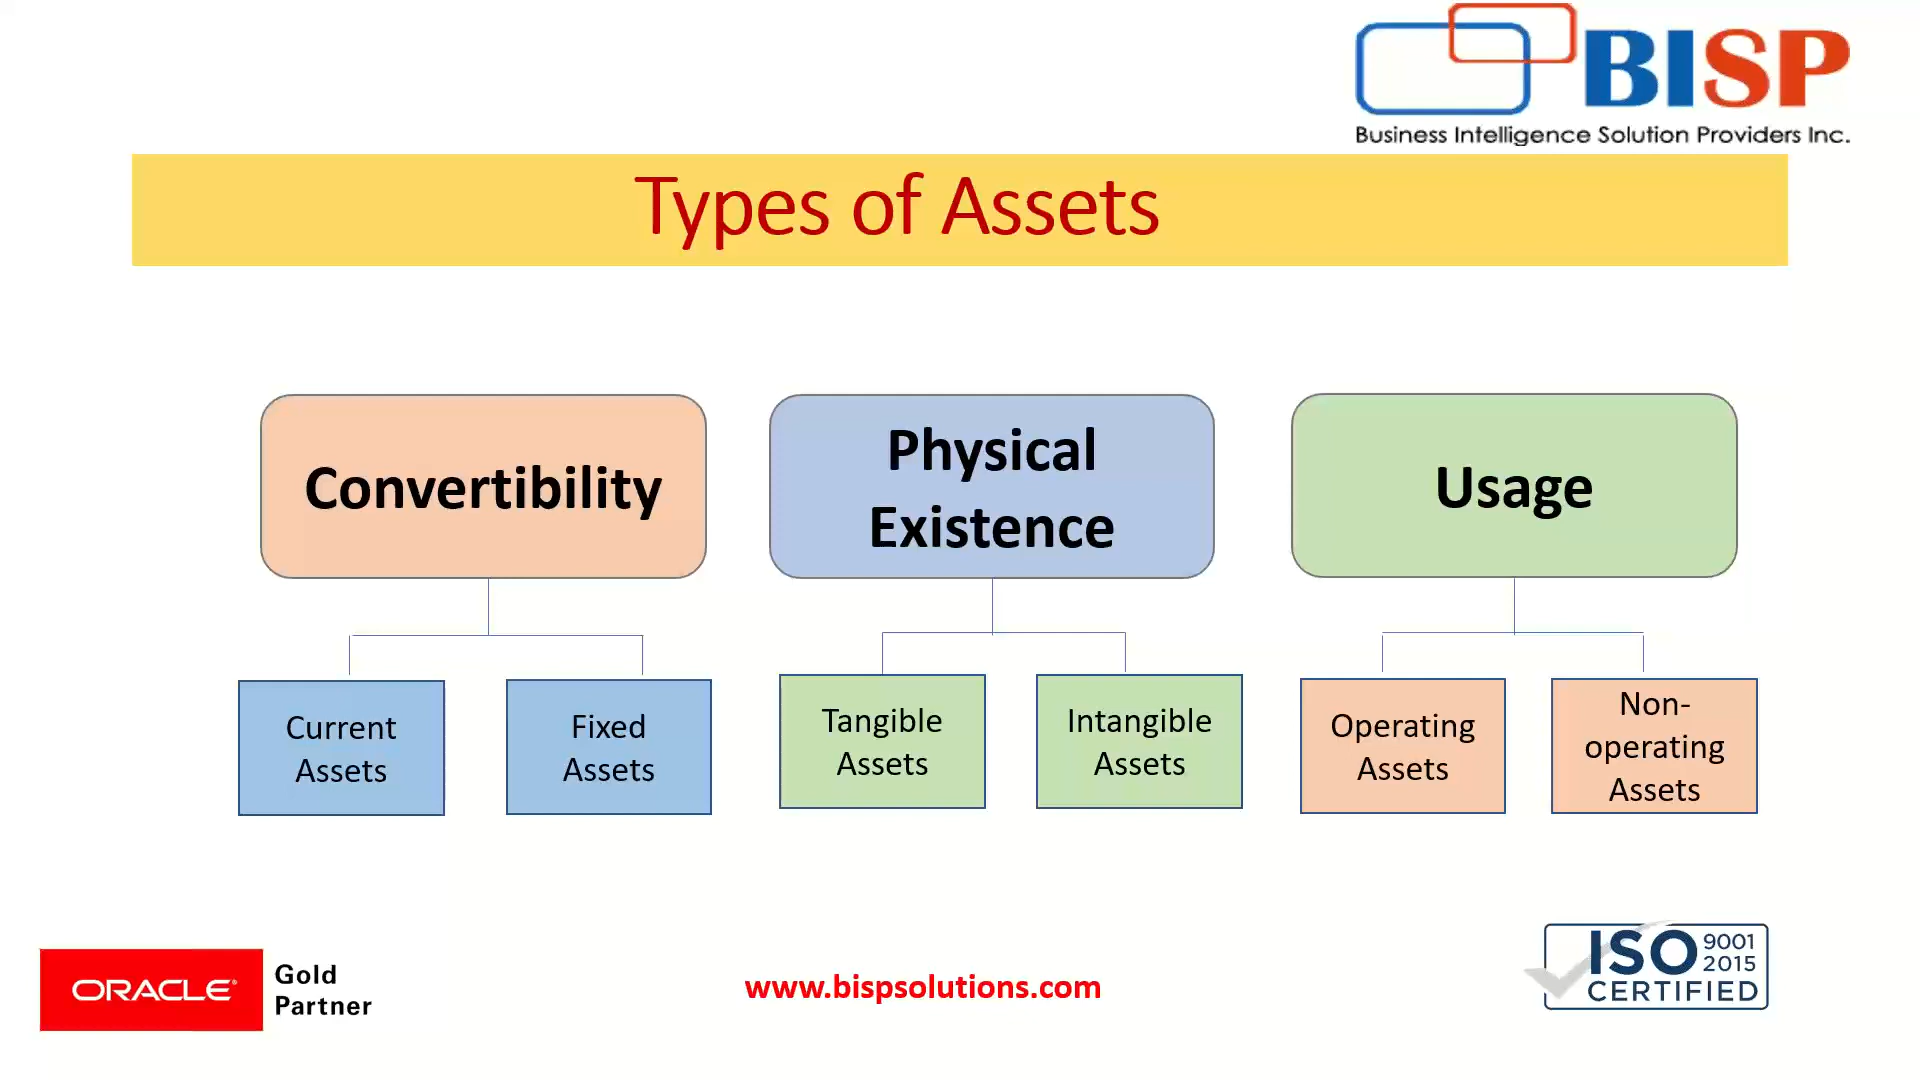 BISP
Business Intelligence Solution Providers Inc.
Types of Assets
Convertibility
Physical
Existence
Usage
Current
Assets
Fixed
Assets
Tangible
Assets
Intangible
Assets
Operating
Assets
Non-
operating
Assets
ORACLE®
Gold
Partner
www.bispsolutions.com
ISO 9001
2015
CERTIFIED